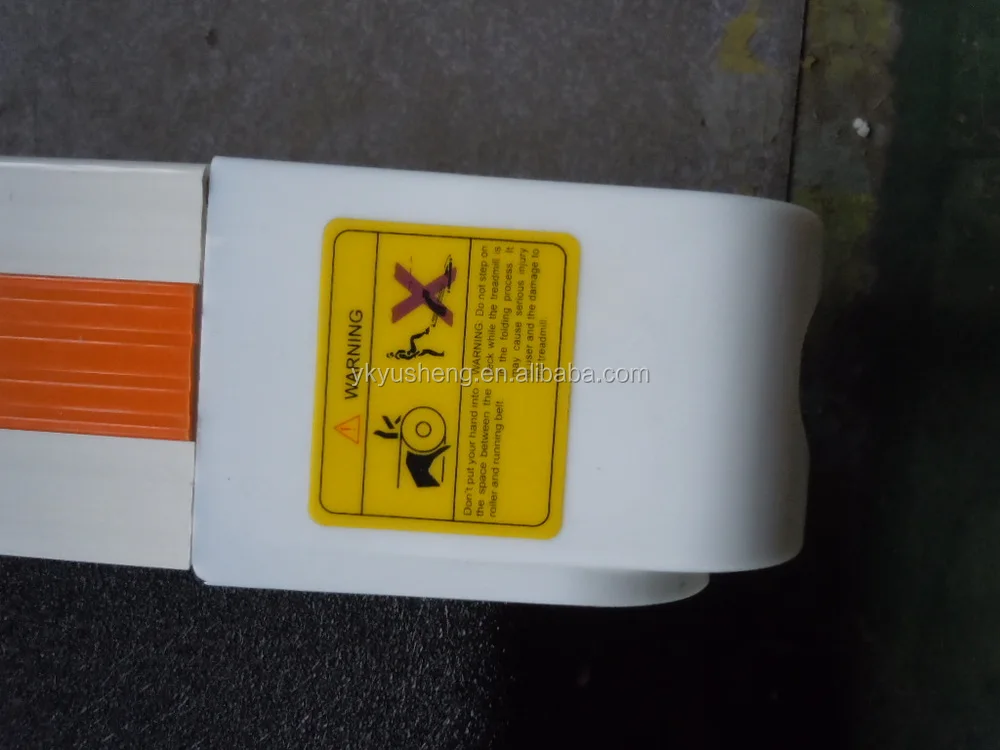 WARNING
Don't put your hand into
the space between the
roller and running belt.
WARNING: Do not step on
ck while the treadmill is
the folding process. It
may cause serious injury
user and the damage to
treadmill
ykyusheng.en.alibaba.com